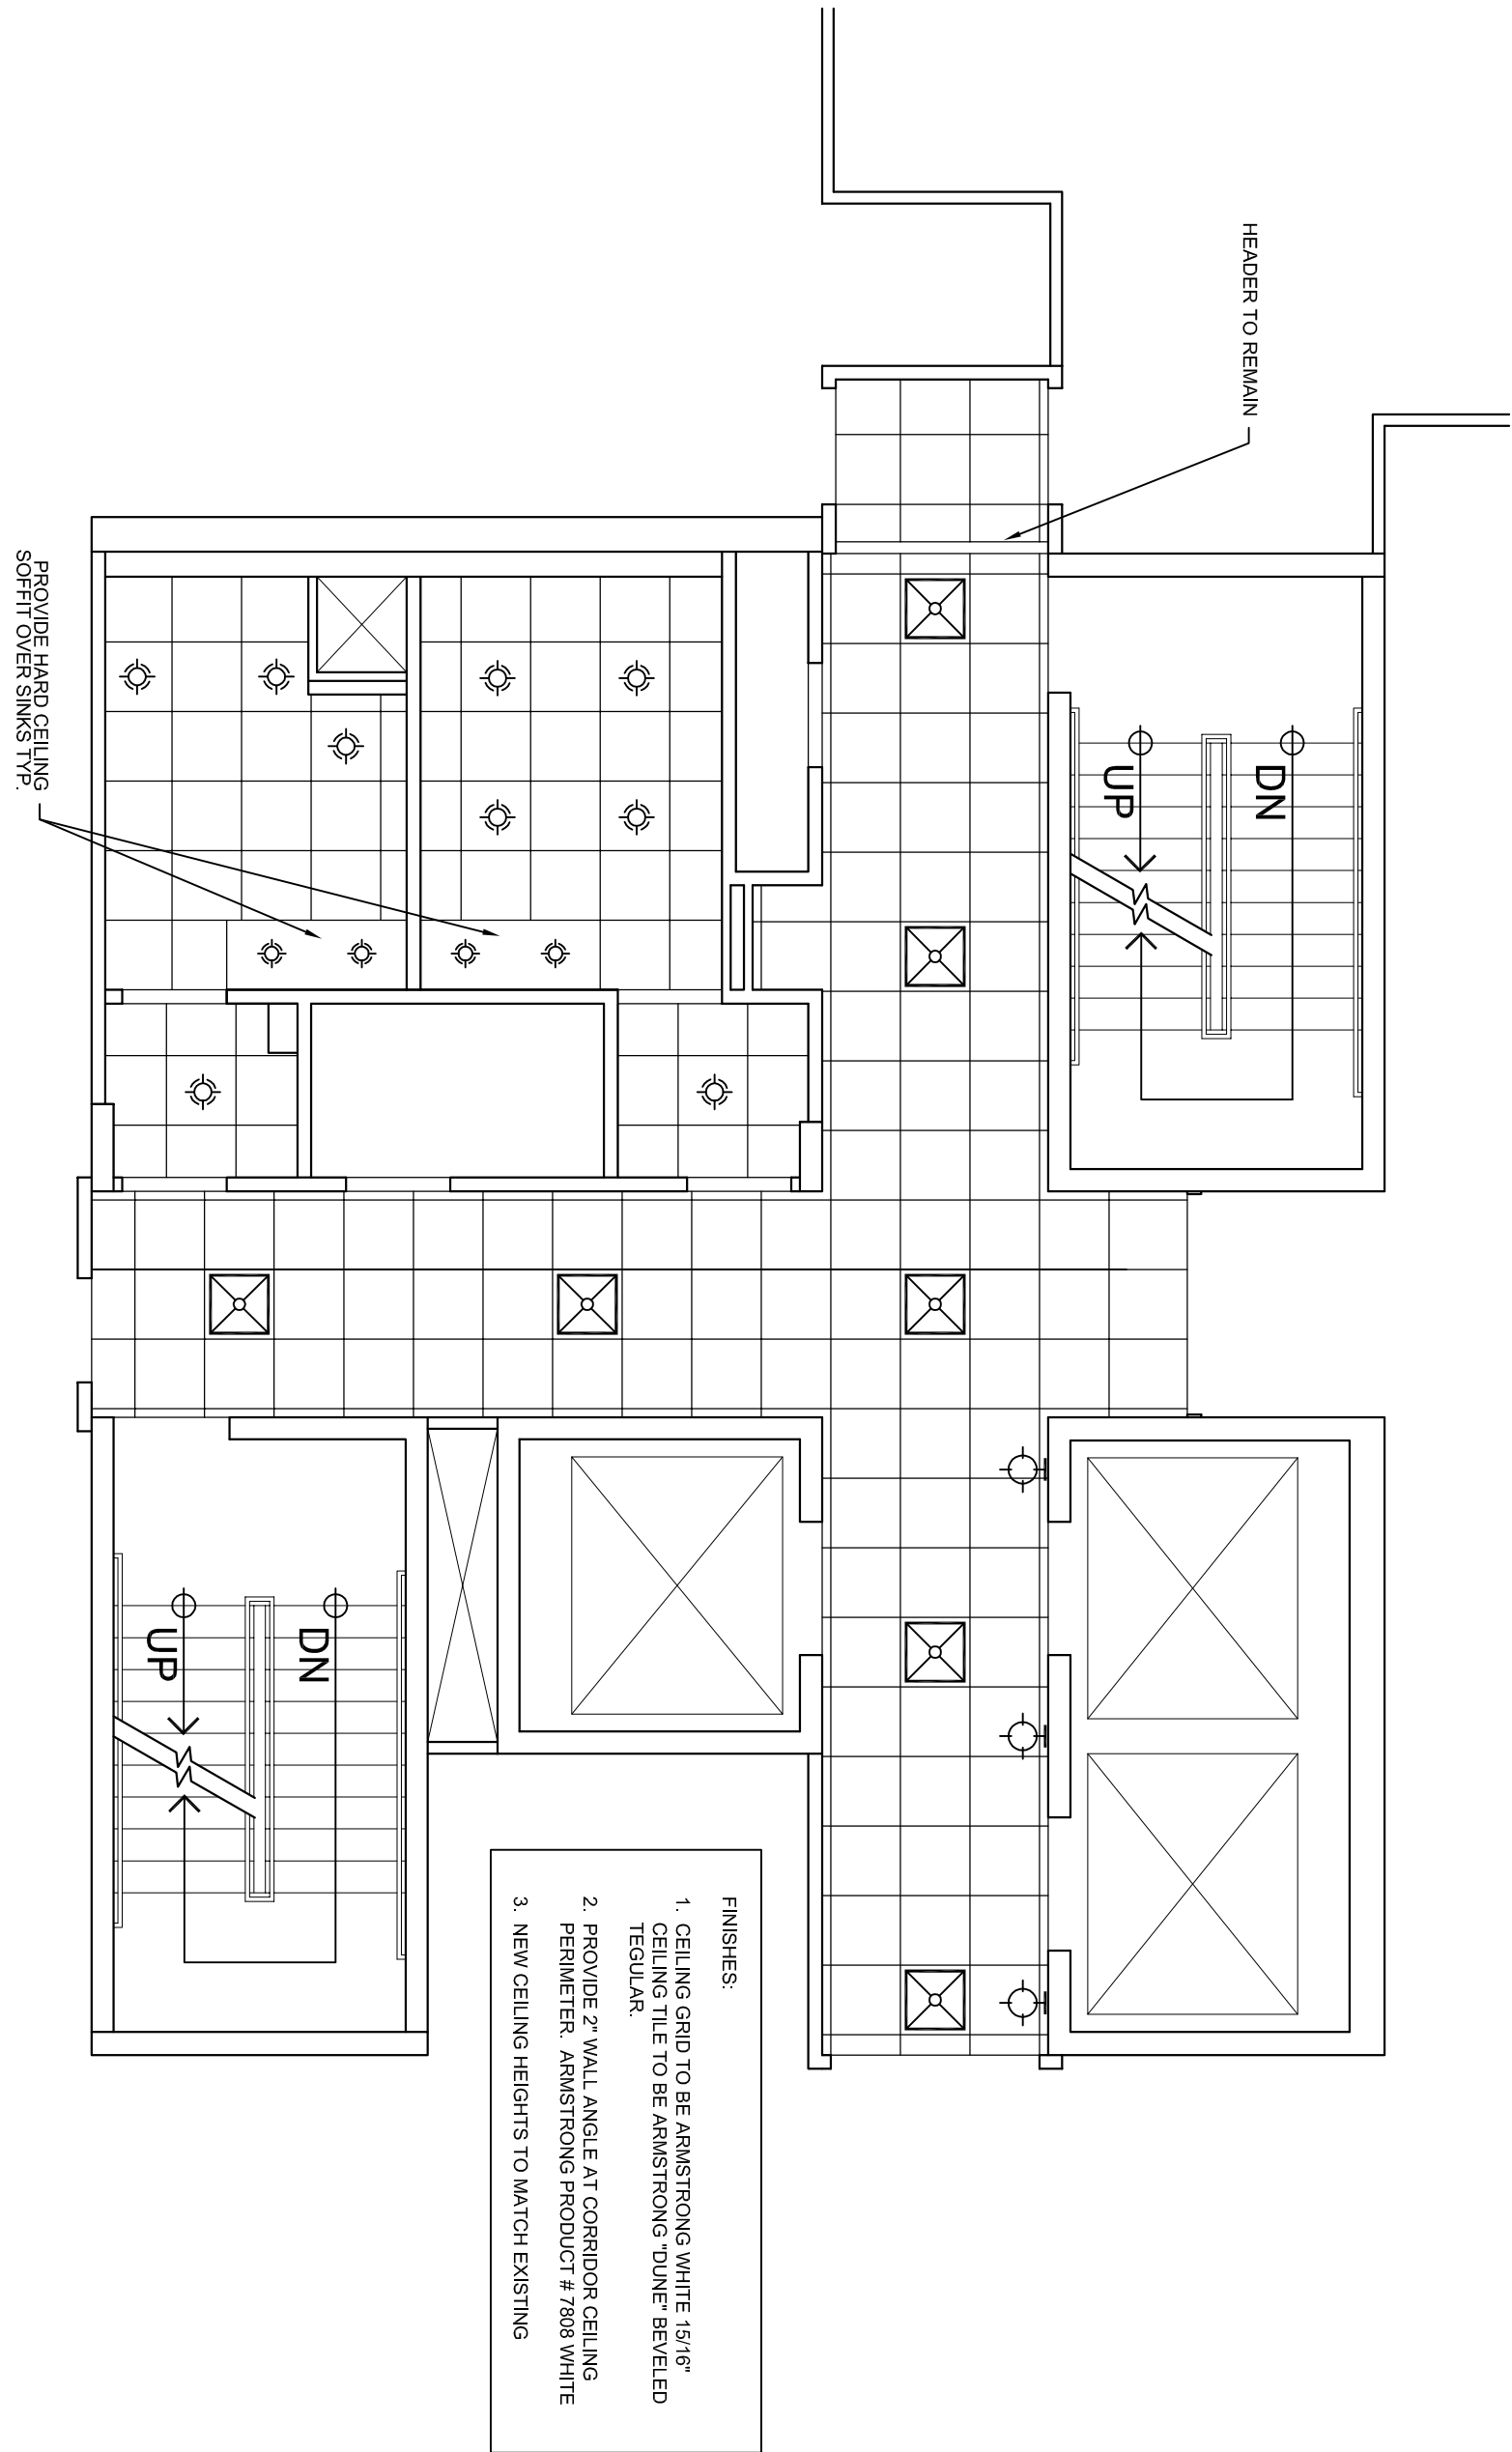 HEADER TO REMAIN
DN
UP
PROVIDE HARD CEILING
SOFFIT OVER SINKS TYP.
DN
UP
FINISHES:
1. CEILING GRID TO BE ARMSTRONG WHITE 15/16"
CEILING TILE TO BE ARMSTRONG "DUNE" BEVELED
TEGULAR.
2. PROVIDE 2" WALL ANGLE AT CORRIDOR CEILING
PERIMETER. ARMSTRONG PRODUCT # 7808 WHITE
3. NEW CEILING HEIGHTS TO MATCH EXISTING